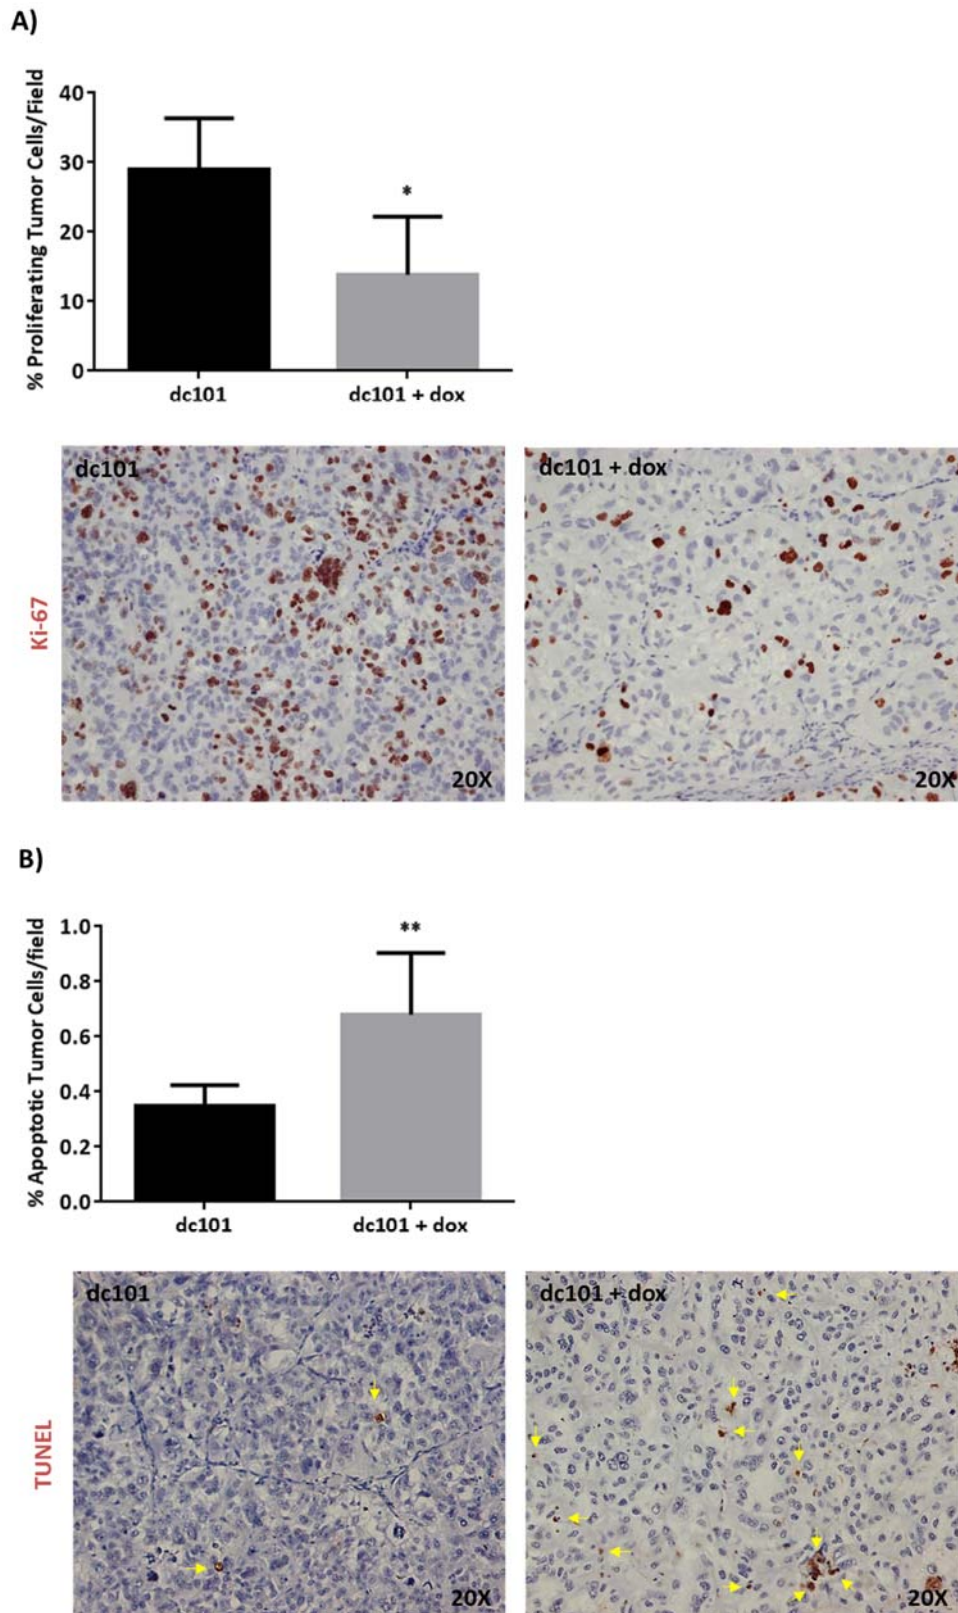 A)
% Proliferating Tumor Cells/Field
40
30
20
10
0
*
dc101
dc101 + dox
Ki-67
dc101
20X
dc101 + dox
20X
B)
% Apoptotic Tumor Cells/field
1.0
0.8
0.6
0.4
0.2
0.0
**
dc101
dc101 + dox
TUNEL
dc101
20X
dc101 + dox
20X